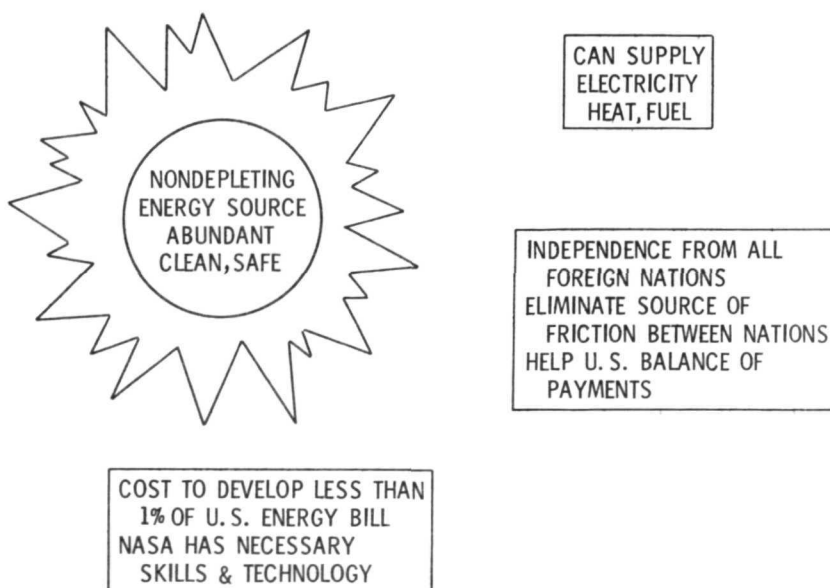 NONDEPLETING
ENERGY SOURCE
ABUNDANT
CLEAN, SAFE
CAN SUPPLY
ELECTRICITY
HEAT, FUEL
INDEPENDENCE FROM ALL
FOREIGN NATIONS
ELIMINATE SOURCE OF
FRICTION BETWEEN NATIONS
HELP U.S. BALANCE OF
PAYMENTS
COST TO DEVELOP LESS THAN
1% OF U.S. ENERGY BILL
NASA HAS NECESSARY
SKILLS & TECHNOLOGY